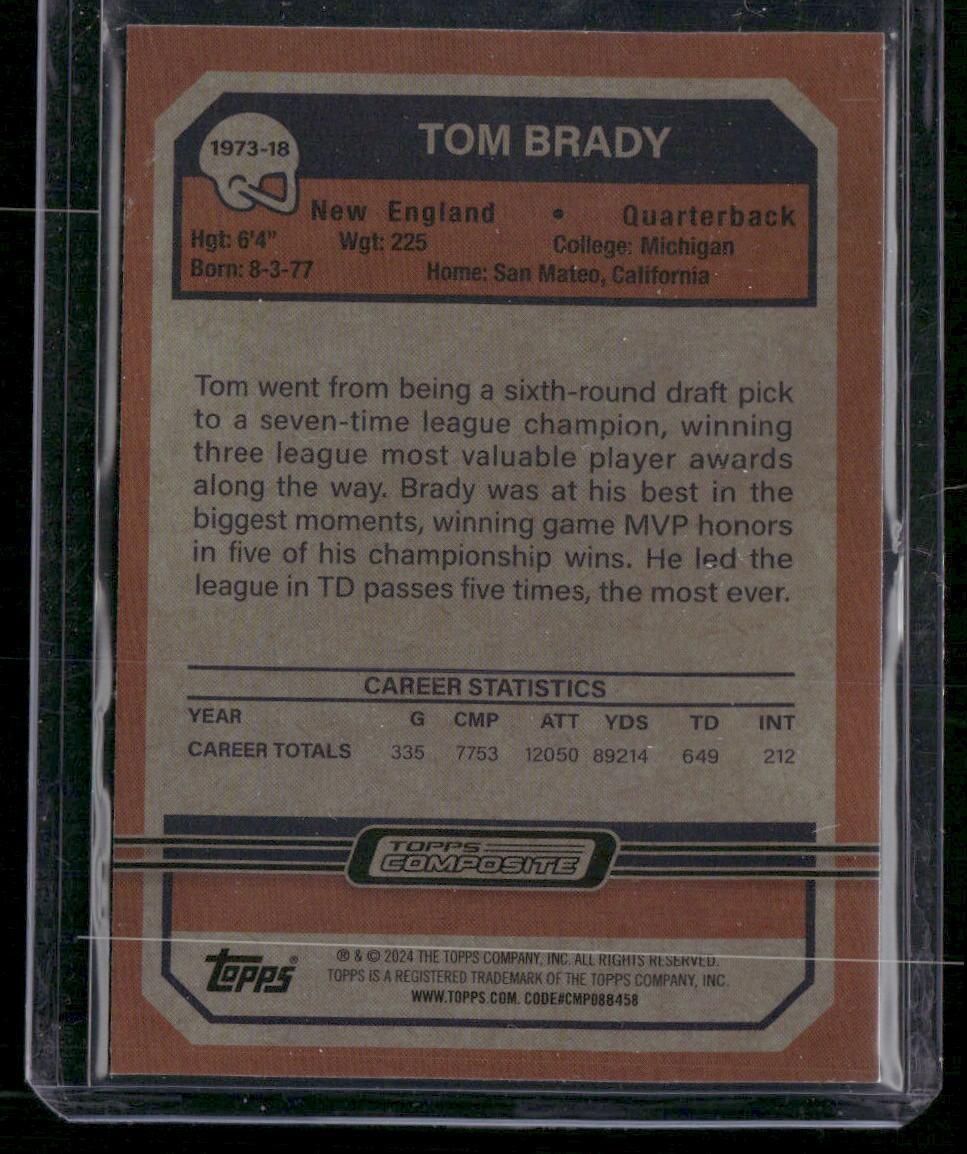 1973-18
TOM BRADY
New England • Quarterback
Hgt: 6'4" Wgt: 225 College: Michigan
Born: 8-3-77 Home: San Mateo, California
Tom went from being a sixth-round draft pick
to a seven-time league champion, winning
three league most valuable player awards
along the way. Brady was at his best in the
biggest moments, winning game MVP honors
in five of his championship wins. He led the
league in TD passes five times, the most ever.
CAREER STATISTICS
YEAR G CMP ATT YDS TD INT
CAREER TOTALS 335 7753 12050 89214 649 212
TOPPS
COMPOSITE
topps®
® & © 2024 THE TOPPS COMPANY, INC. ALL RIGHTS RESERVED.
TOPPS IS A REGISTERED TRADEMARK OF THE TOPPS COMPANY, INC.
WWW.TOPPS.COM. CODE#CMP088458